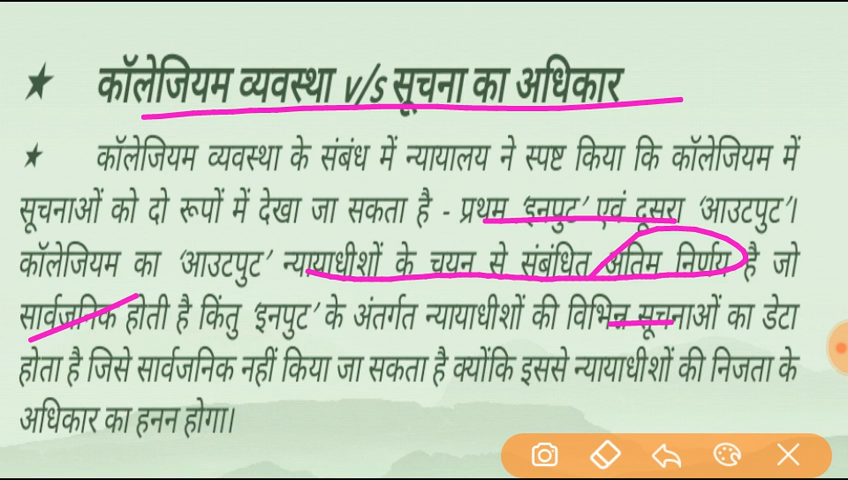 ★ कॉलेजियम व्यवस्था v/s सूचना का अधिकार
★ कॉलेजियम व्यवस्था के संबंध में न्यायालय ने स्पष्ट किया कि कॉलेजियम में
सूचनाओं को दो रूपों में देखा जा सकता है - प्रथम ‘इनपुट’ एवं दूसरा ‘आउटपुट’।
कॉलेजियम का ‘आउटपुट’ न्यायाधीशों के चयन से संबंधित अंतिम निर्णय है जो
सार्वजनिक होती है किंतु ‘इनपुट’ के अंतर्गत न्यायाधीशों की विभिन्न सूचनाओं का डेटा
होता है जिसे सार्वजनिक नहीं किया जा सकता है क्योंकि इससे न्यायाधीशों की निजता के
अधिकार का हनन होगा।